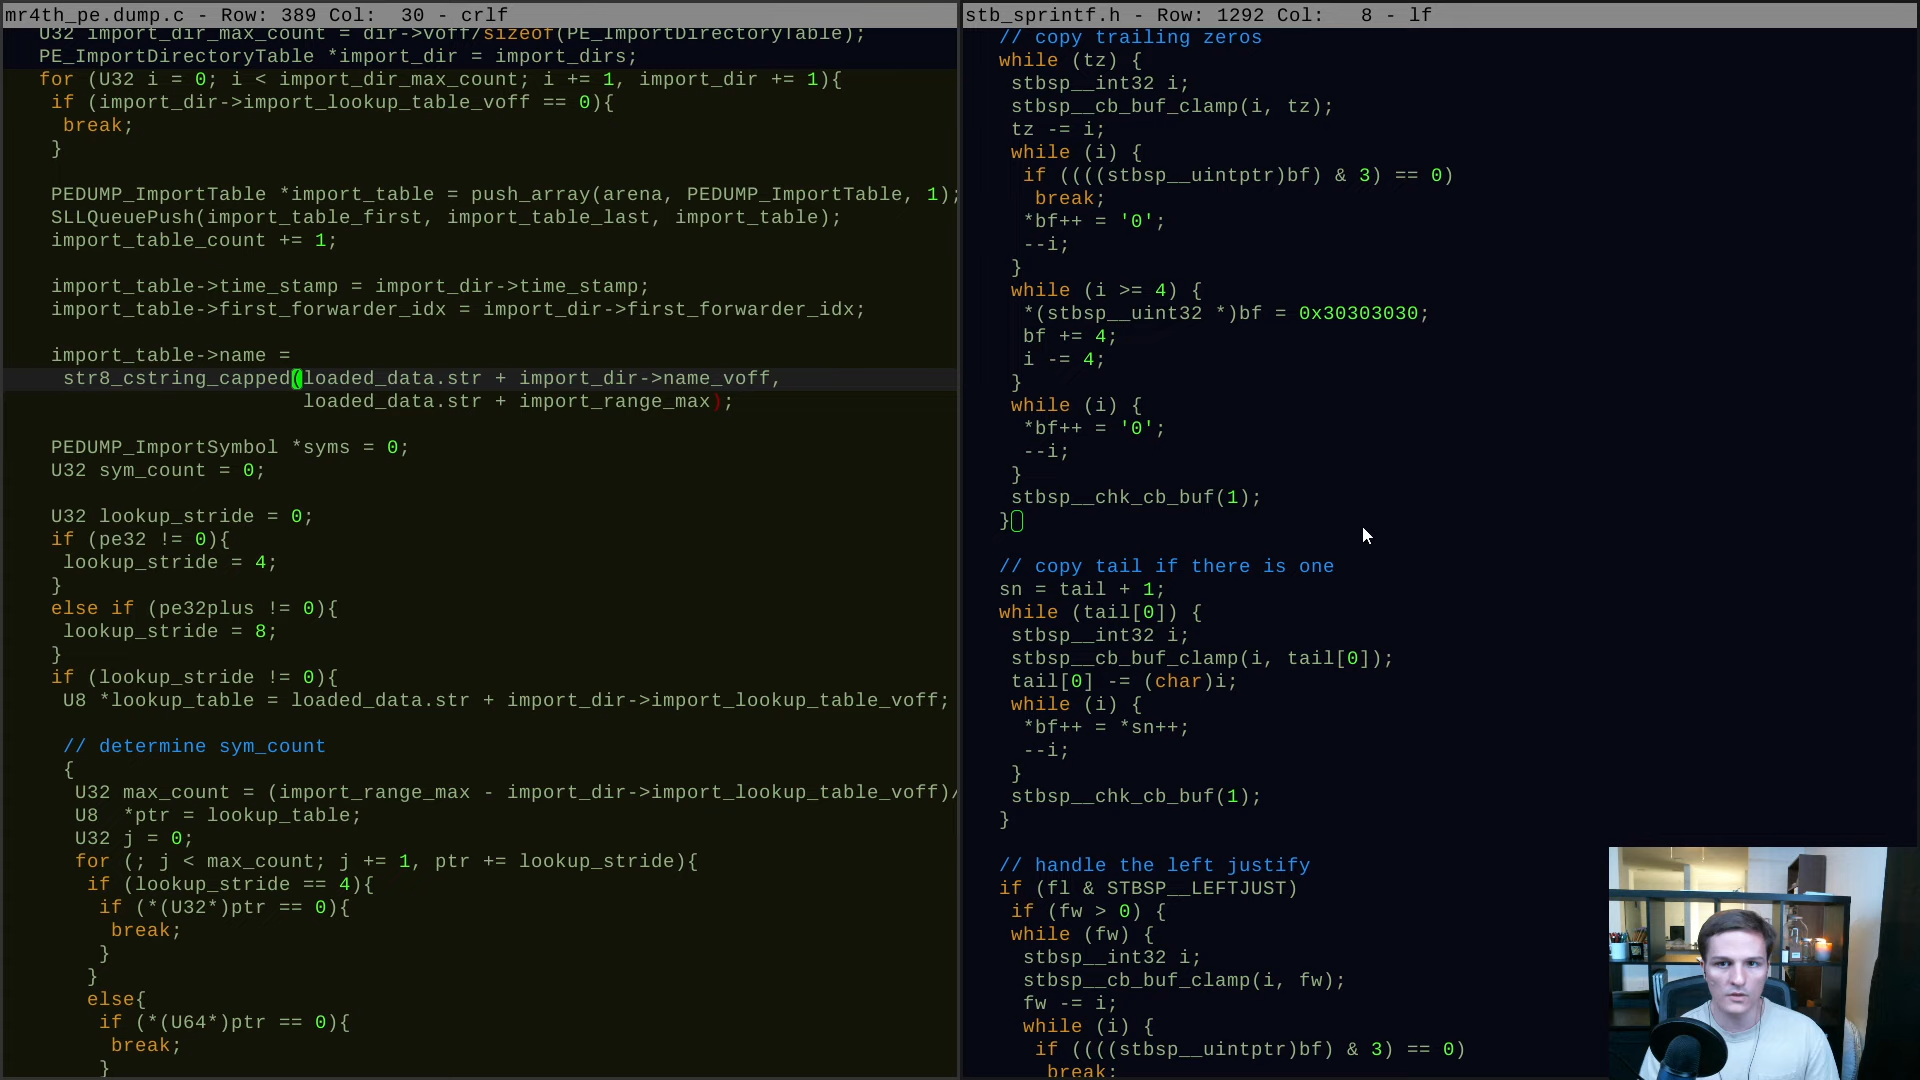 mr4th_pe.dump.c - Row: 389 Col:  30 - crlf
U32 import_dir_max_count = dir->voff/sizeof(PE_ImportDirectoryTable);
PE_ImportDirectoryTable *import_dir = import_dirs;
for (U32 i = 0; i < import_dir_max_count; i += 1, import_dir += 1){
if (import_dir->import_lookup_table_voff == 0){
break;
}
PEDUMP_ImportTable *import_table = push_array(arena, PEDUMP_ImportTable, 1);
SLLQueuePush(import_table_first, import_table_last, import_table);
import_table_count += 1;
import_table->time_stamp = import_dir->time_stamp;
import_table->first_forwarder_idx = import_dir->first_forwarder_idx;
import_table->name =
str8_cstring_capped(loaded_data.str + import_dir->name_voff,
loaded_data.str + import_range_max);
PEDUMP_ImportSymbol *syms = 0;
U32 sym_count = 0;
U32 lookup_stride = 0;
if (pe32 != 0){
lookup_stride = 4;
}
else if (pe32plus != 0){
lookup_stride = 8;
}
if (lookup_stride != 0){
U8 *lookup_table = loaded_data.str + import_dir->import_lookup_table_voff;
// determine sym_count
{
U32 max_count = (import_range_max - import_dir->import_lookup_table_voff)/
U8  *ptr = lookup_table;
U32 j = 0;
for (; j < max_count; j += 1, ptr += lookup_stride){
if (lookup_stride == 4){
if (*(U32*)ptr == 0){
break;
}
}
else{
if (*(U64*)ptr == 0){
break;
}
stb_sprintf.h - Row: 1292 Col:   8 - lf
// copy trailing zeros
while (tz) {
stbsp__int32 i;
stbsp__cb_buf_clamp(i, tz);
tz -= i;
while (i) {
if ((((stbsp__uintptr)bf) & 3) == 0)
break;
*bf++ = '0';
--i;
}
while (i >= 4) {
*(stbsp__uint32 *)bf = 0x30303030;
bf += 4;
i -= 4;
}
while (i) {
*bf++ = '0';
--i;
}
stbsp__chk_cb_buf(1);
}
// copy tail if there is one
sn = tail + 1;
while (tail[0]) {
stbsp__int32 i;
stbsp__cb_buf_clamp(i, tail[0]);
tail[0] -= (char)i;
while (i) {
*bf++ = *sn++;
--i;
}
stbsp__chk_cb_buf(1);
}
// handle the left justify
if (fl & STBSP__LEFTJUST)
if (fw > 0) {
while (fw) {
stbsp__int32 i;
stbsp__cb_buf_clamp(i, fw);
fw -= i;
while (i) {
if ((((stbsp__uintptr)bf) & 3) == 0)
break;